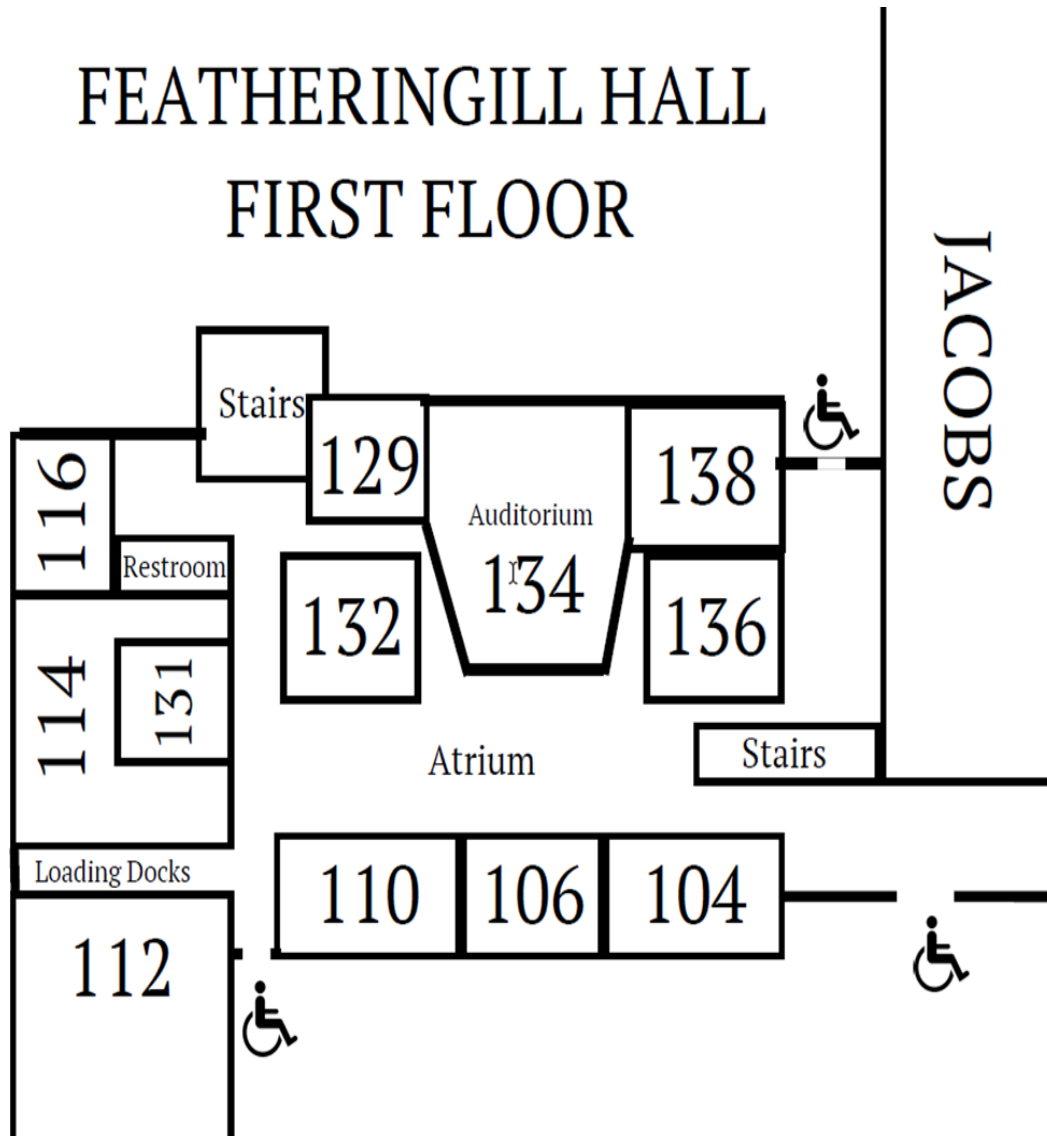 FEATHERINGILL HALL
FIRST FLOOR
JACOBS
Stairs
129
138
116
Auditorium
134
Restroom
132
136
114
131
Atrium
Stairs
Loading Docks
110
106
104
112